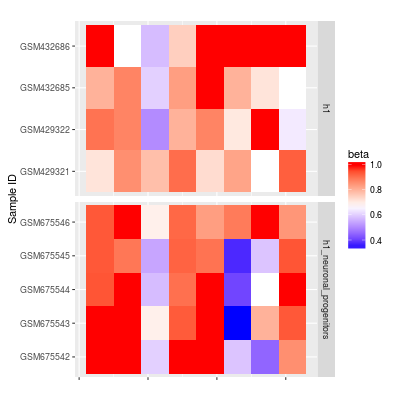 GSM432686
GSM432685
GSM429322
GSM429321
h1
GSM675546
GSM675545
GSM675544
GSM675543
GSM675542
h1_neuronal_progenitors
Sample ID
beta
1.0
0.8
0.6
0.4